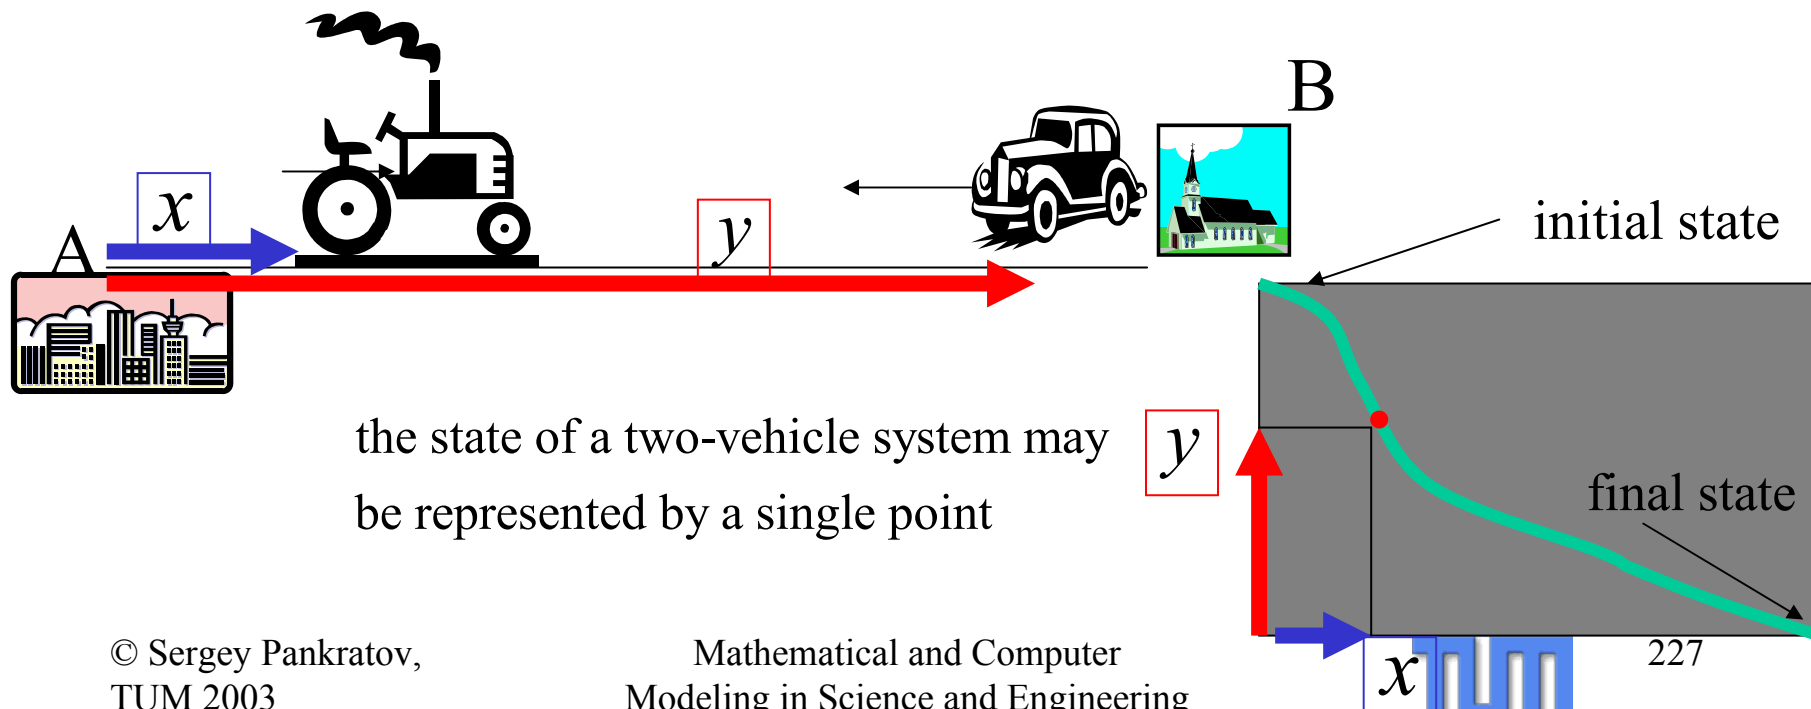 B
x
A
y
initial state
the state of a two-vehicle system may
be represented by a single point
y
final state
© Sergey Pankratov,
TUM 2003
Mathematical and Computer
Modeling in Science and Engineering
227
x